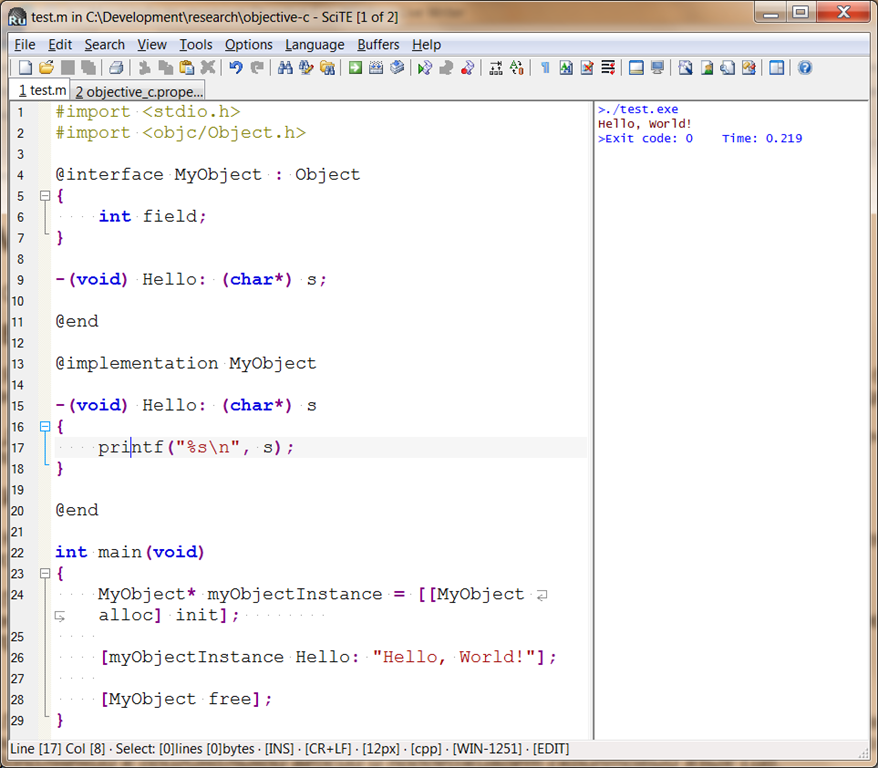 test.m in C:\Development\research\objective-c - SciTE [1 of 2]
File Edit Search View Tools Options Language Buffers Help
1 test.m 2 objective_c.prope...
1 #import <stdio.h>
2 #import <objc/Object.h>
3
4 @interface MyObject : Object
5 {
6 int field;
7 }
8
9 -(void) Hello: (char*) s;
10
11 @end
12
13 @implementation MyObject
14
15 -(void) Hello: (char*) s
16 {
17 printf("%s\n", s);
18 }
19
20 @end
21
22 int main(void)
23 {
24 MyObject* myObjectInstance = [[MyObject
alloc] init];
25
26 [myObjectInstance Hello: "Hello, World!"];
27
28 [MyObject free];
29 }
>./test.exe
Hello, World!
>Exit code: 0 Time: 0.219
Line [17] Col [8] · Select: [0]lines [0]bytes · [INS] · [CR+LF] · [12px] · [cpp] · [WIN-1251] · [EDIT]